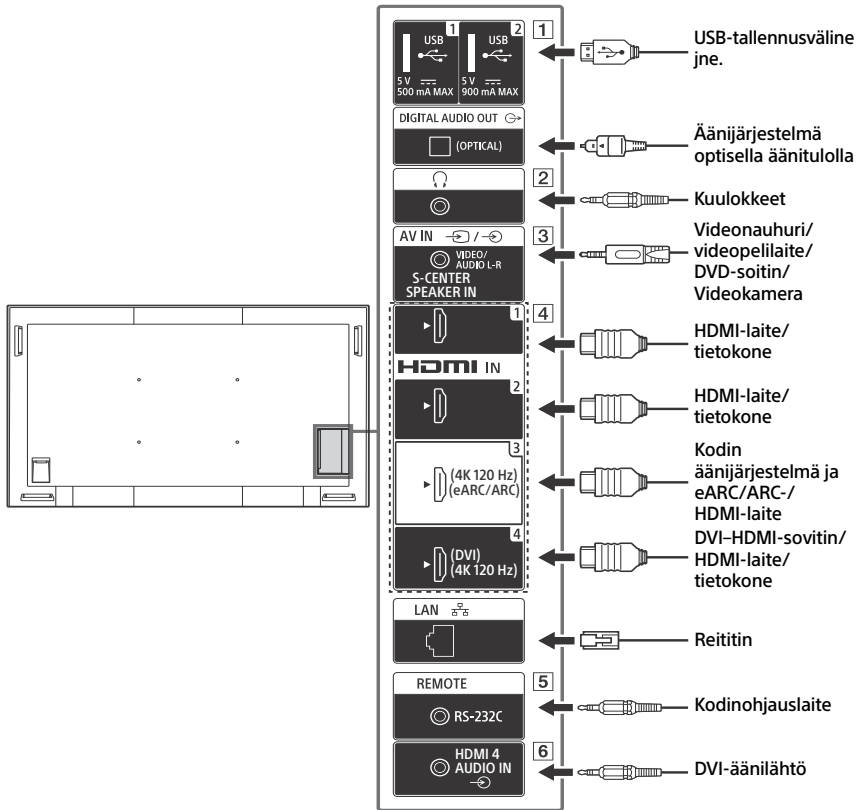 1
USB
5 V
500 mA MAX
2
USB
5 V
900 mA MAX
1
USB-tallennusväline
jne.
DIGITAL AUDIO OUT
(OPTICAL)
Äänijärjestelmä
optisella äänitulolla
2
Kuulokkeet
AV IN
/
3
VIDEO/
AUDIO L-R
S-CENTER
SPEAKER IN
Videonauhuri/
videopelilaite/
DVD-soitin/
Videokamera
1
4
HDMI-laite/
tietokone
HDMI IN
2
HDMI-laite/
tietokone
3
(4K 120 Hz)
(eARC/ARC)
Kodin
äänijärjestelmä ja
eARC/ARC-/
HDMI-laite
4
(DVI)
(4K 120 Hz)
DVI–HDMI-sovitin/
HDMI-laite/
tietokone
LAN
Reititin
REMOTE
5
RS-232C
Kodinohjauslaite
6
HDMI 4
AUDIO IN
DVI-äänilähtö